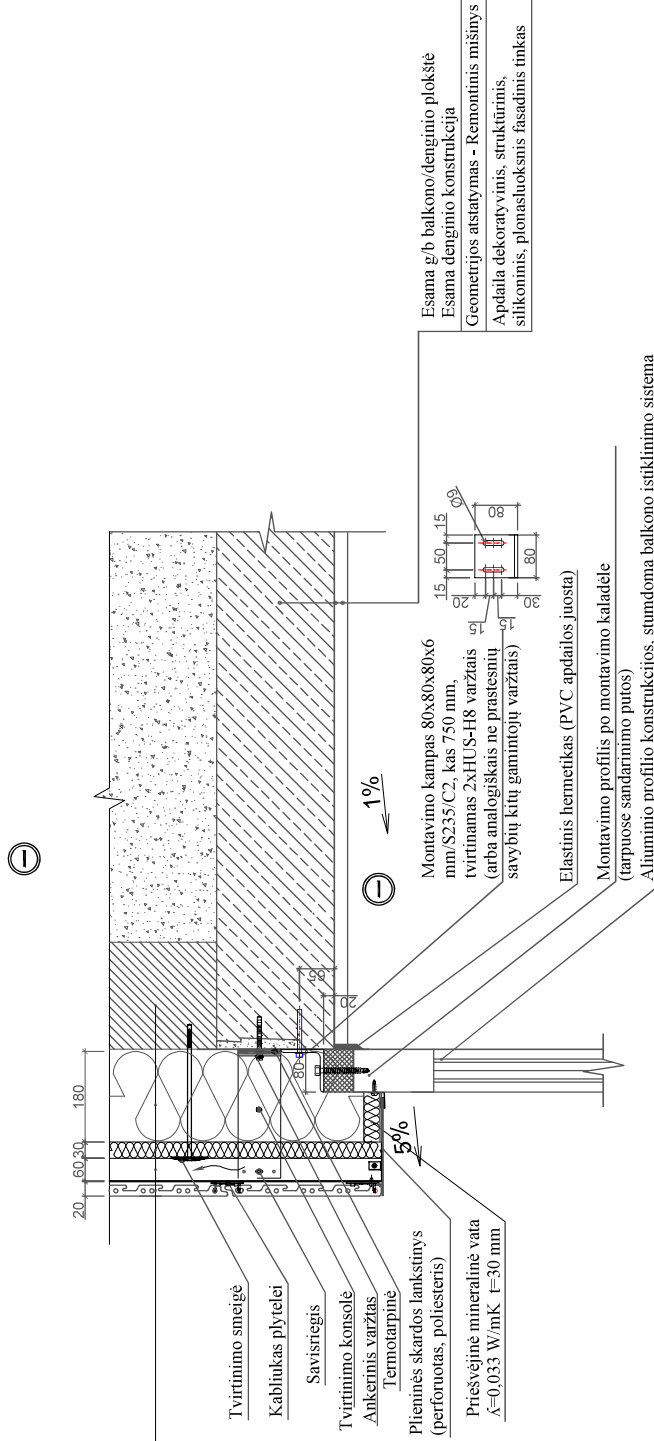 Esama g/b balkono/denginio plokštė
Esama denginio konstrukcija
Geometrijos atstatymas - Remontinis mišinys
Apdaila dekoratyvinis, struktūrinis,
silikoninis, plonasluoksnis fasadinis tinkas
1%
5%
20
60
30
180
65
20
80
Montavimo kampas 80x80x80x6
mm/S235/C2, kas 750 mm,
tvirtinamas 2xHUS-H8 varžtais
(arba analogiškais ne prastesnių
savybių kitų gamintojų varžtais)
15
50
15
Ø9
80
20
15
15
30
80
Elastinis hermetikas (PVC apdailos juosta)
Montavimo profilis po montavimo kaladėle
(tarpuose sandarinimo putos)
Aliuminio profilio konstrukcijos, stumdoma balkono įstiklinimo sistema
Tvirtinimo smeigė
Kabliukas plytelei
Savisriegis
Tvirtinimo konsolė
Ankerinis varžtas
Termotarpinė
Plieninės skardos lankstinys
(perforuotas, poliesteris)
Priešvėjinė mineralinė vata
ʎ=0,033 W/mK t=30 mm